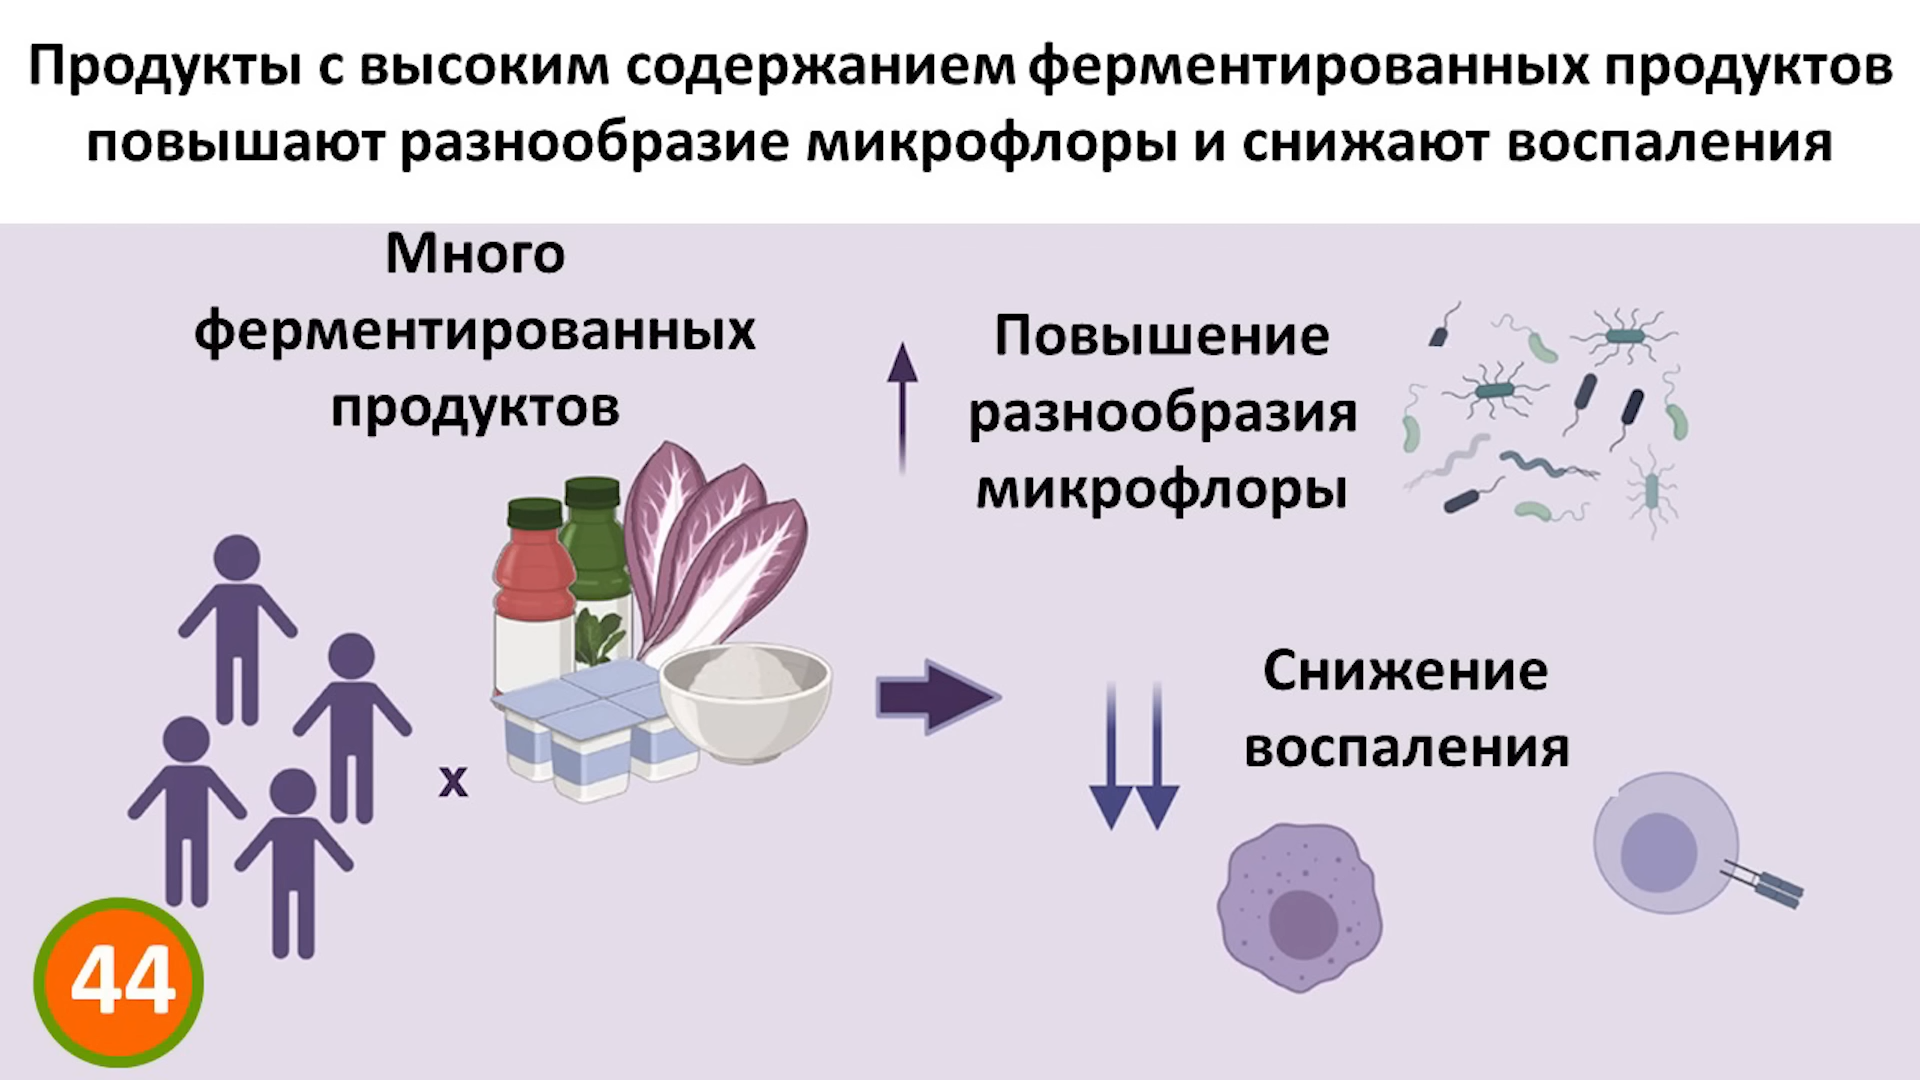 Продукты с высоким содержанием ферментированных продуктов
повышают разнообразие микрофлоры и снижают воспаления
Много
ферментированных
продуктов
Повышение
разнообразия
микрофлоры
x
Снижение
воспаления
44